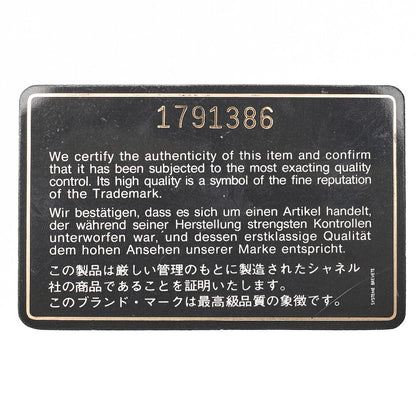 1791386
We certify the authenticity of this item and confirm
that it has been subjected to the most exacting quality
control. Its high quality is a symbol of the fine reputation
of the Trademark.
Wir bestätigen, dass es sich um einen Artikel handelt,
der während seiner Herstellung strengsten Kontrollen
unterworfen war, und dessen erstklassige Qualität
dem hohen Ansehen unserer Marke entspricht.
この製品は厳しい管理のもとに製造されたシャネル
社の商品であることを証明いたします。
このブランド・マークは最高級品質の象徴です。
SYSTEME BREVETE